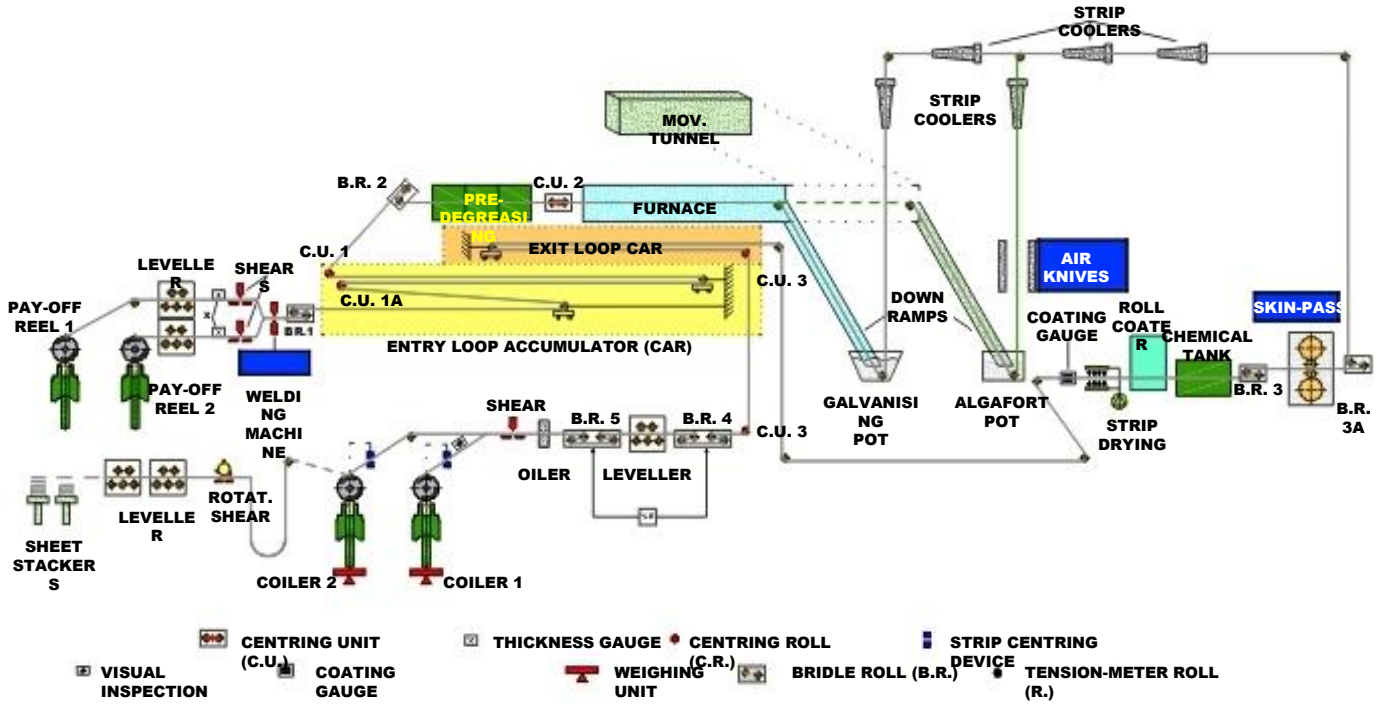 STRIP
COOLERS
STRIP
COOLERS
MOV.
TUNNEL
B.R. 2
C.U. 2
PRE-
DEGREASI
NG
FURNACE
C.U. 1
EXIT LOOP CAR
LEVELLE
R
SHEAR
S
C.U. 3
AIR
KNIVES
C.U. 1A
PAY-OFF
REEL 1
DOWN
RAMPS
ROLL
COATE
R
SKIN-PASS
COATING
GAUGE
CHEMICAL
TANK
BR.1
ENTRY LOOP ACCUMULATOR (CAR)
PAY-OFF
REEL 2
WELDI
NG
MACHI
NE
B.R. 3
GALVANISI
NG
POT
ALGAFORT
POT
STRIP
DRYING
B.R.
3A
SHEAR
B.R. 5
B.R. 4
C.U. 3
OILER
LEVELLER
ROTAT.
SHEAR
LEVELLE
R
SHEET
STACKER
S
COILER 2
COILER 1
CENTRING UNIT
(C.U.)
THICKNESS GAUGE
CENTRING ROLL
(C.R.)
STRIP CENTRING
DEVICE
VISUAL
INSPECTION
COATING
GAUGE
WEIGHING
UNIT
BRIDLE ROLL (B.R.)
TENSION-METER ROLL
(R.)